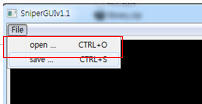 SniperGUIv1.1
File
open ... CTRL+O
save ... CTRL+S